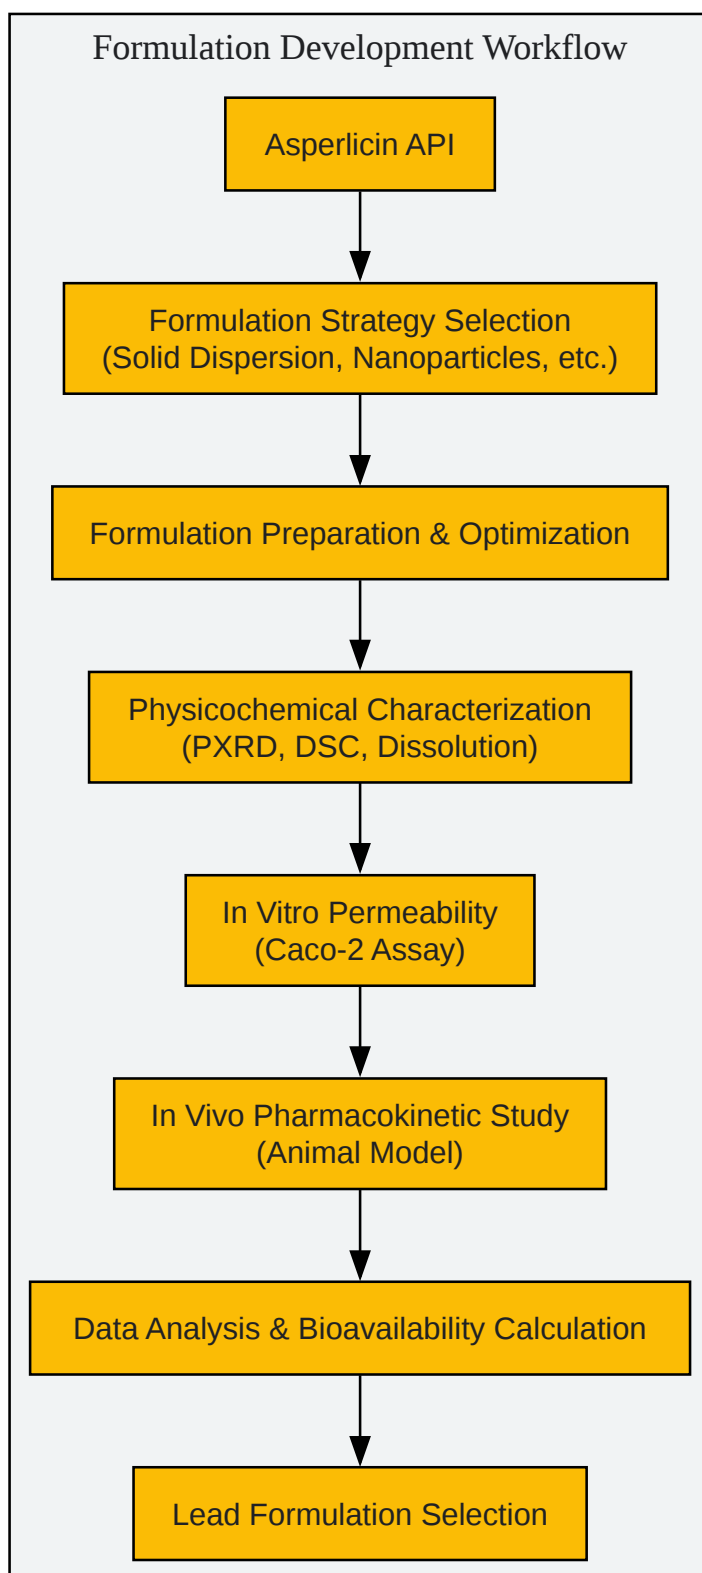 Formulation Development Workflow
Asperlicin API
Formulation Strategy Selection
(Solid Dispersion, Nanoparticles, etc.)
Formulation Preparation & Optimization
Physicochemical Characterization
(PXRD, DSC, Dissolution)
In Vitro Permeability
(Caco-2 Assay)
In Vivo Pharmacokinetic Study
(Animal Model)
Data Analysis & Bioavailability Calculation
Lead Formulation Selection